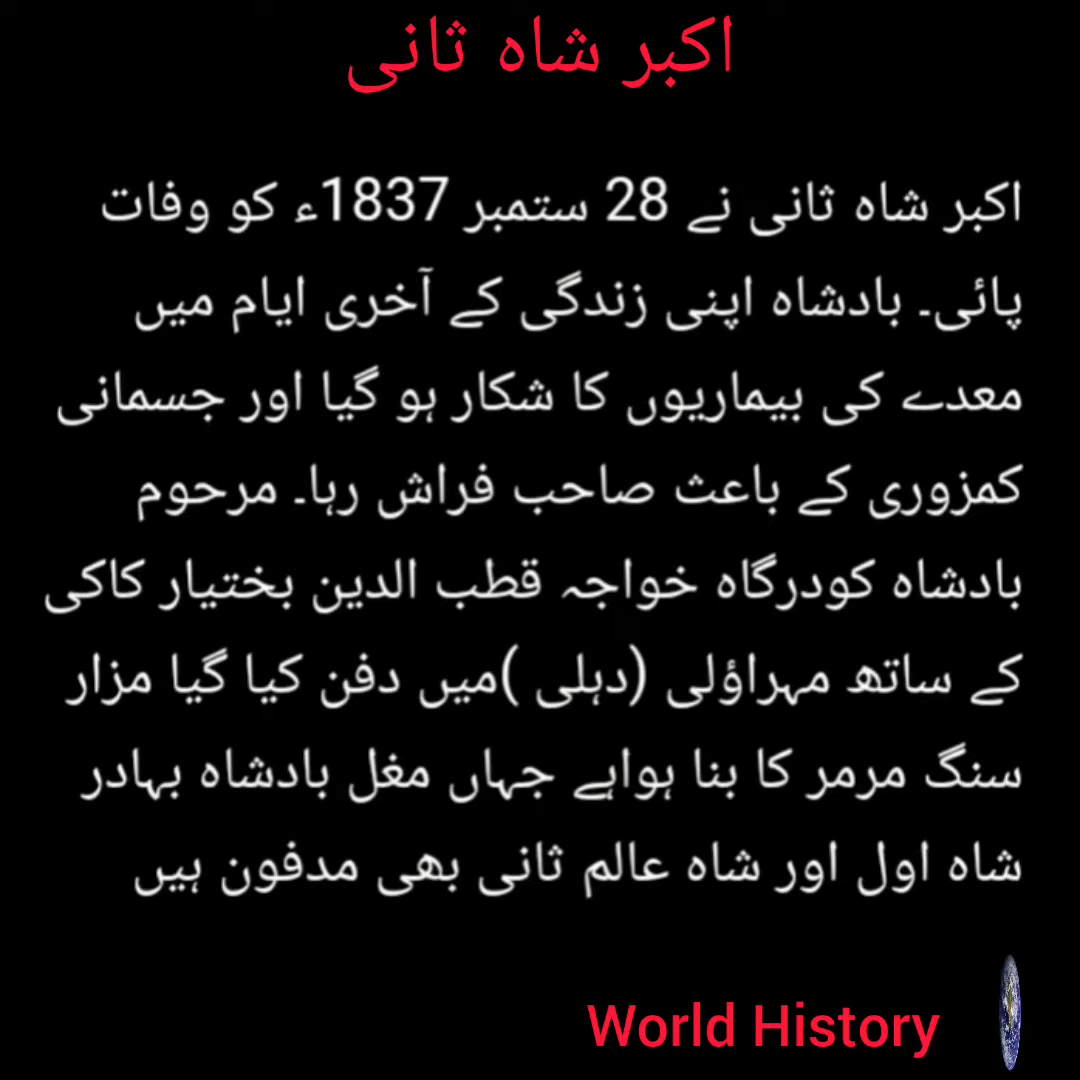 اکبر شاہ ثانی
اکبر شاہ ثانی نے 28 ستمبر 1837ء کو وفات
پائی۔ بادشاہ اپنی زندگی کے آخری ایام میں
معدے کی بیماریوں کا شکار ہو گیا اور جسمانی
کمزوری کے باعث صاحب فراش رہا۔ مرحوم
بادشاہ کودرگاہ خواجہ قطب الدین بختیار کاکی
کے ساتھ مہراؤلی (دہلی )میں دفن کیا گیا مزار
سنگ مرمر کا بنا ہواہے جہاں مغل بادشاہ بہادر
شاہ اول اور شاہ عالم ثانی بھی مدفون ہیں
World History